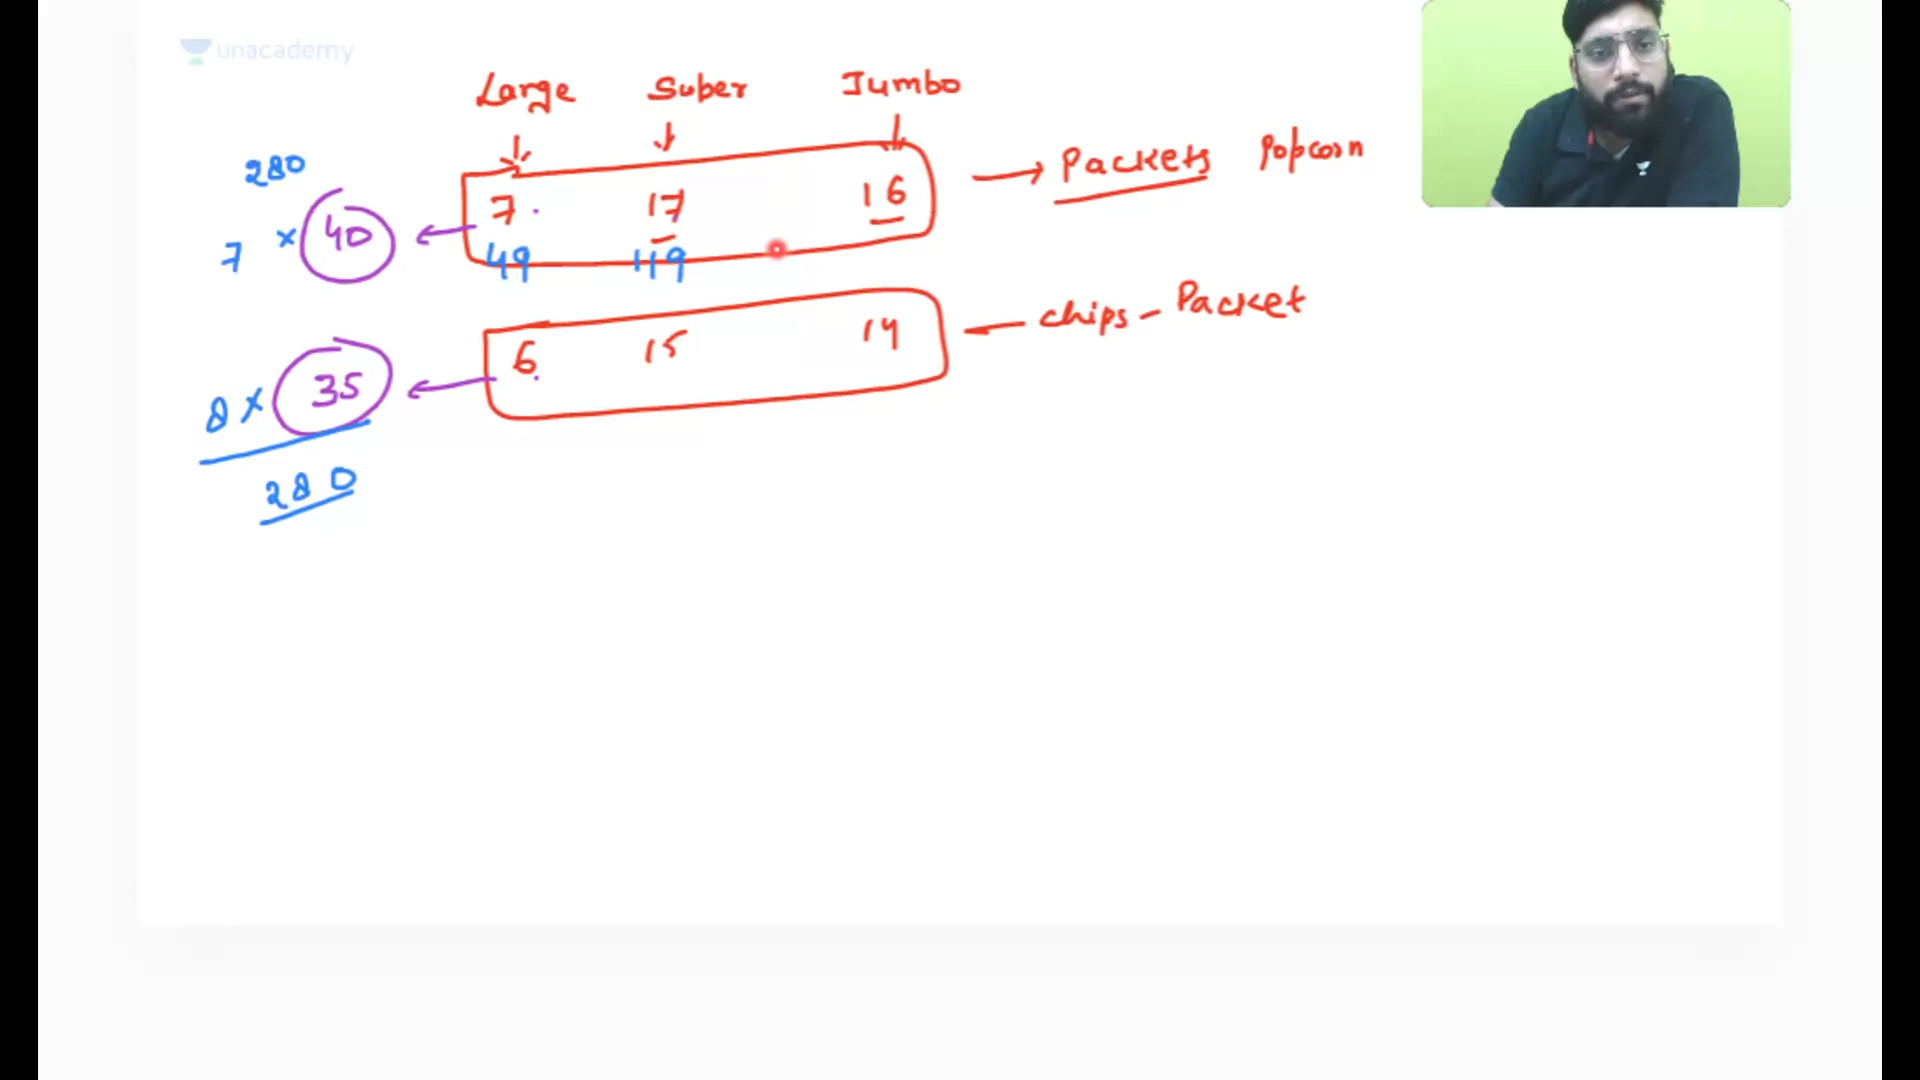 unacademy
Large Super Jumbo
280
7 17 16 → Packets Popcorn
7 × 40 ←
49 119
6 15 14 — chips - Packet
8 × 35 ←
280